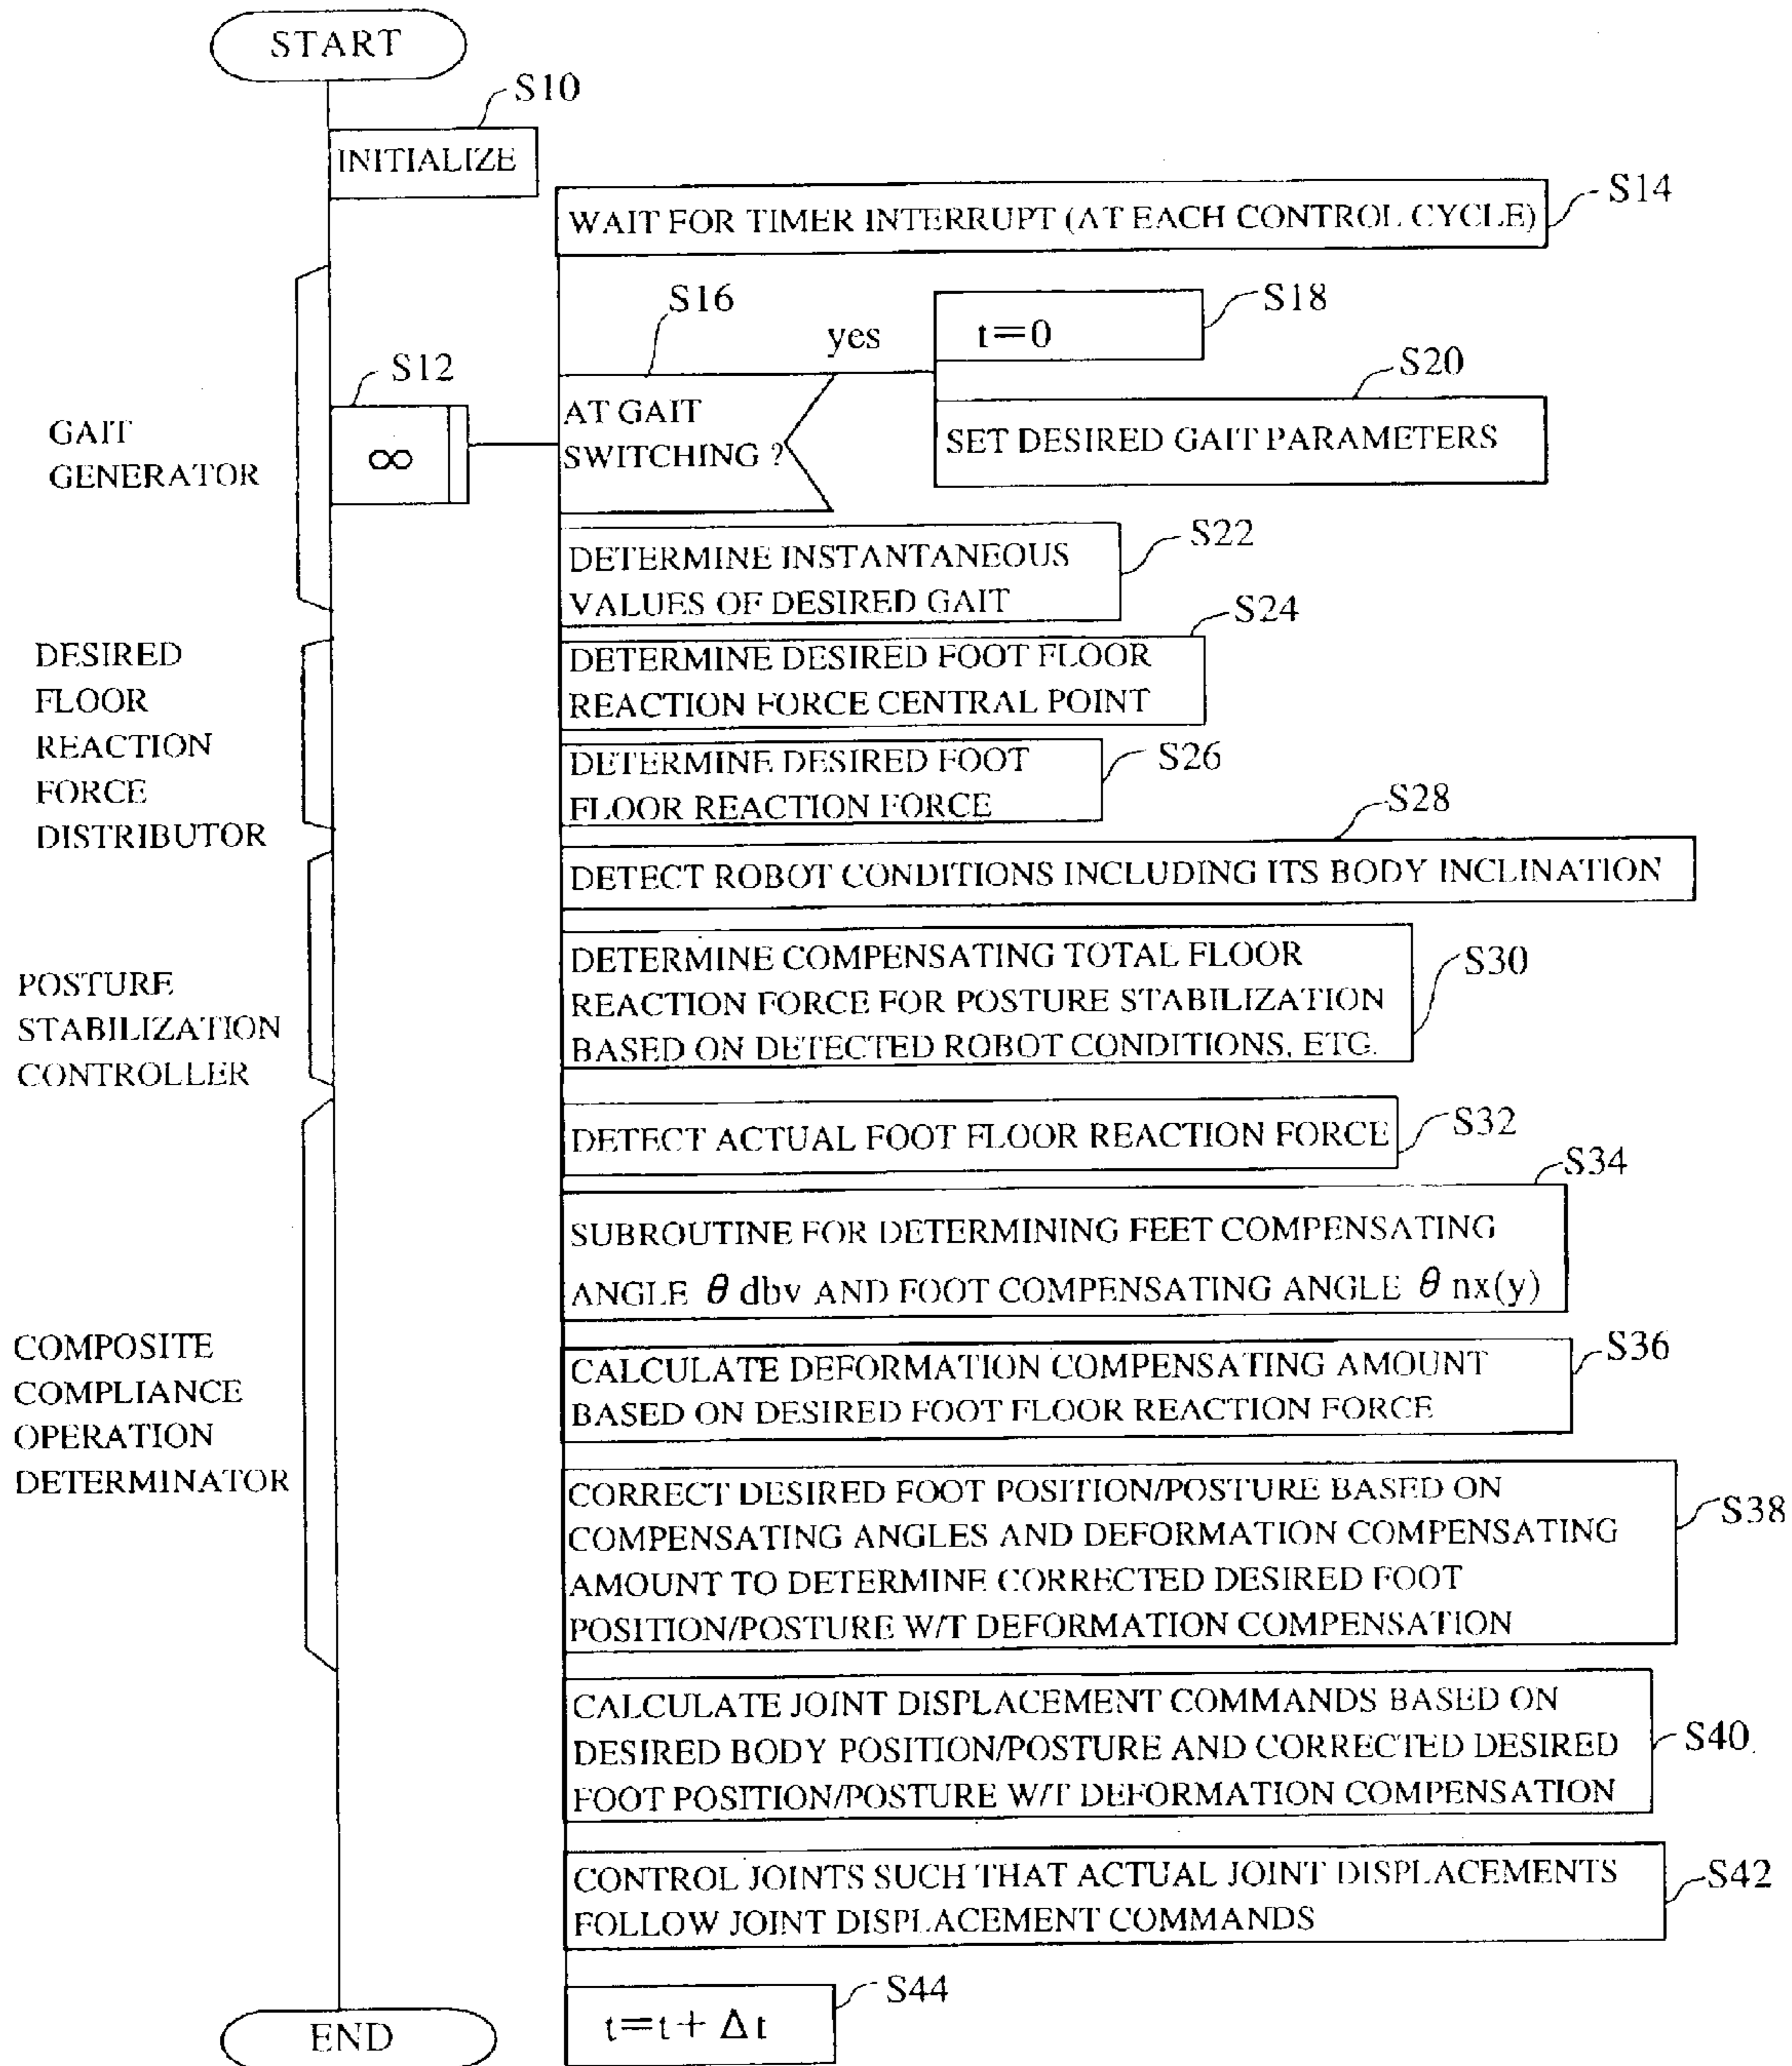 START
S10
INITIALIZE
WAIT FOR TIMER INTERRUPT (AT EACH CONTROL CYCLE)
S14
S16
yes
t=0
S18
S12
∞
AT GAIT
SWITCHING ?
S20
SET DESIRED GAIT PARAMETERS
GAIT
GENERATOR
DETERMINE INSTANTANEOUS
VALUES OF DESIRED GAIT
S22
DESIRED
FLOOR
REACTION
FORCE
DISTRIBUTOR
DETERMINE DESIRED FOOT FLOOR
REACTION FORCE CENTRAL POINT
S24
DETERMINE DESIRED FOOT
FLOOR REACTION FORCE
S26
S28
DETECT ROBOT CONDITIONS INCLUDING ITS BODY INCLINATION
POSTURE
STABILIZATION
CONTROLLER
DETERMINE COMPENSATING TOTAL FLOOR
REACTION FORCE FOR POSTURE STABILIZATION
BASED ON DETECTED ROBOT CONDITIONS, ETG.
S30
DETECT ACTUAL FOOT FLOOR REACTION FORCE
S32
S34
SUBROUTINE FOR DETERMINING FEET COMPENSATING
ANGLE θ dbv AND FOOT COMPENSATING ANGLE θ nx(y)
COMPOSITE
COMPLIANCE
OPERATION
DETERMINATOR
CALCULATE DEFORMATION COMPENSATING AMOUNT
BASED ON DESIRED FOOT FLOOR REACTION FORCE
S36
CORRECT DESIRED FOOT POSITION/POSTURE BASED ON
COMPENSATING ANGLES AND DEFORMATION COMPENSATING
AMOUNT TO DETERMINE CORRECTED DESIRED FOOT
POSITION/POSTURE W/T DEFORMATION COMPENSATION
S38
CALCULATE JOINT DISPLACEMENT COMMANDS BASED ON
DESIRED BODY POSITION/POSTURE AND CORRECTED DESIRED
FOOT POSITION/POSTURE W/T DEFORMATION COMPENSATION
S40
CONTROL JOINTS SUCH THAT ACTUAL JOINT DISPLACEMENTS
FOLLOW JOINT DISPLACEMENT COMMANDS
S42
t=t+ Δt
S44
END